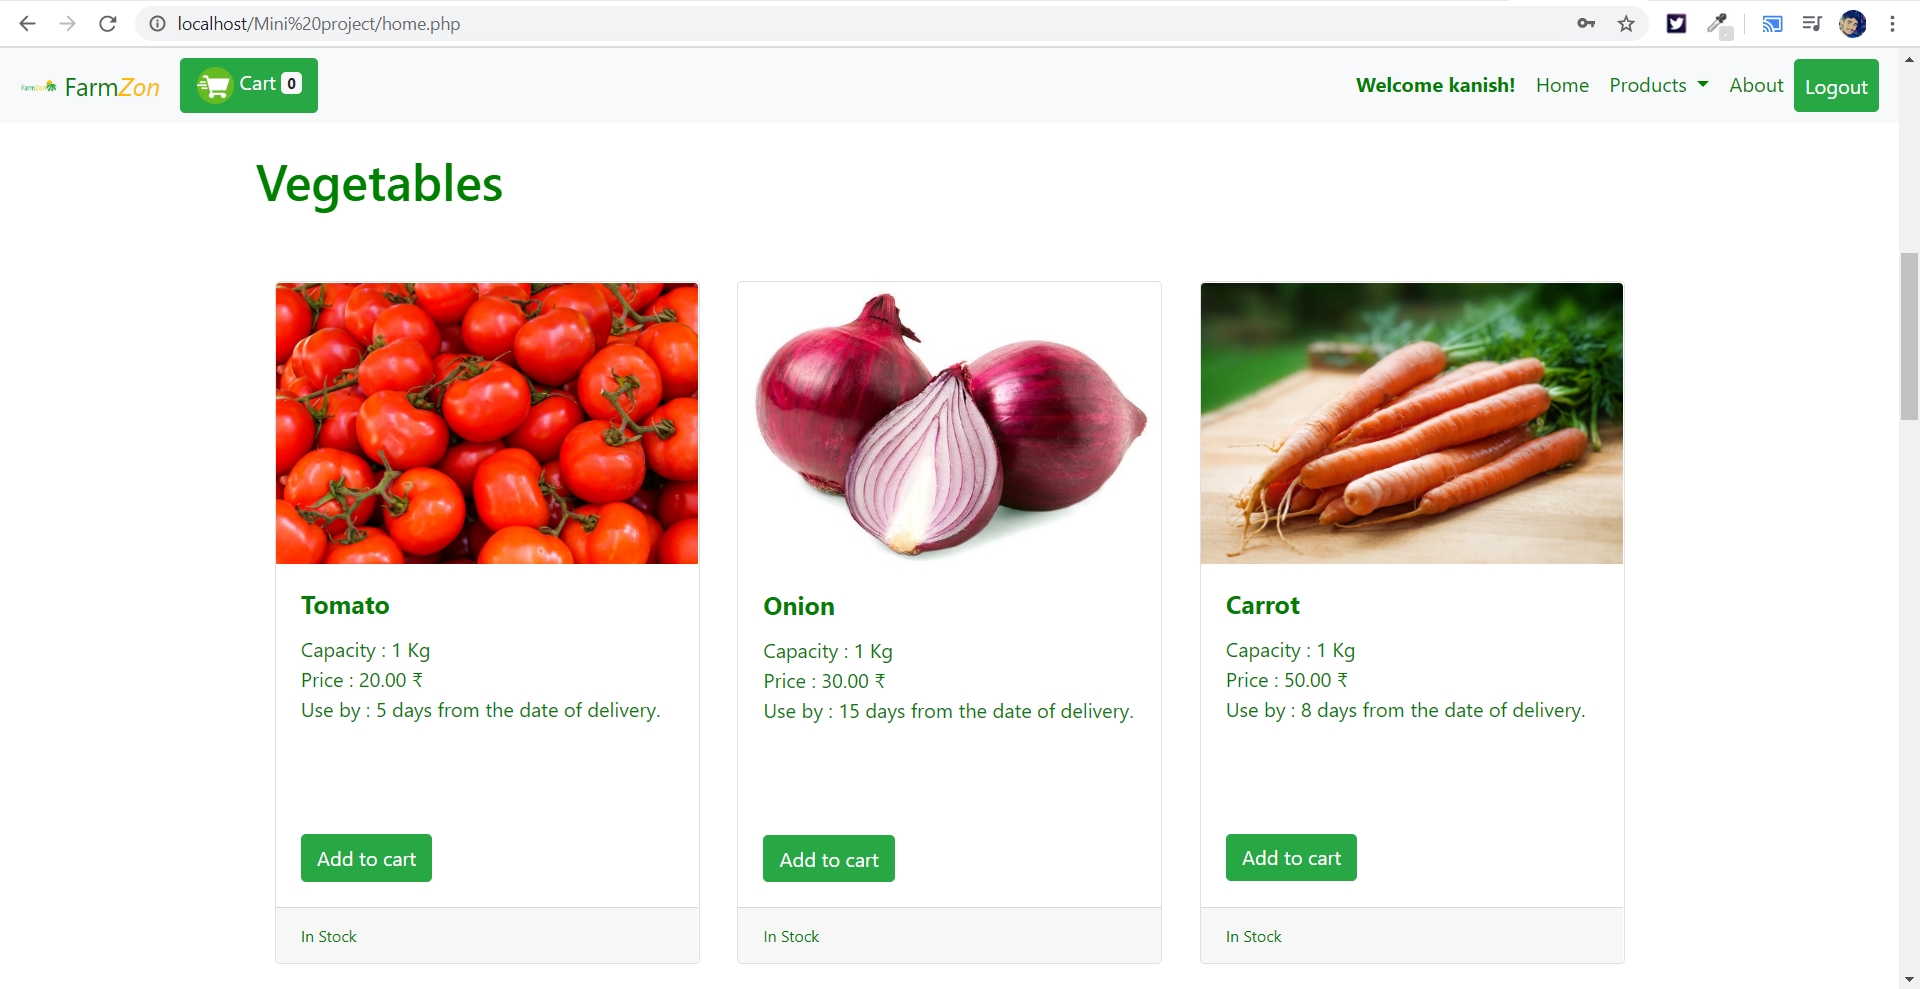 localhost/Mini%20project/home.php
FarmZon FarmZon Cart 0 Welcome kanish! Home Products About Logout
Vegetables
Tomato
Capacity : 1 Kg
Price : 20.00 ₹
Use by : 5 days from the date of delivery.
Add to cart
In Stock
Onion
Capacity : 1 Kg
Price : 30.00 ₹
Use by : 15 days from the date of delivery.
Add to cart
In Stock
Carrot
Capacity : 1 Kg
Price : 50.00 ₹
Use by : 8 days from the date of delivery.
Add to cart
In Stock